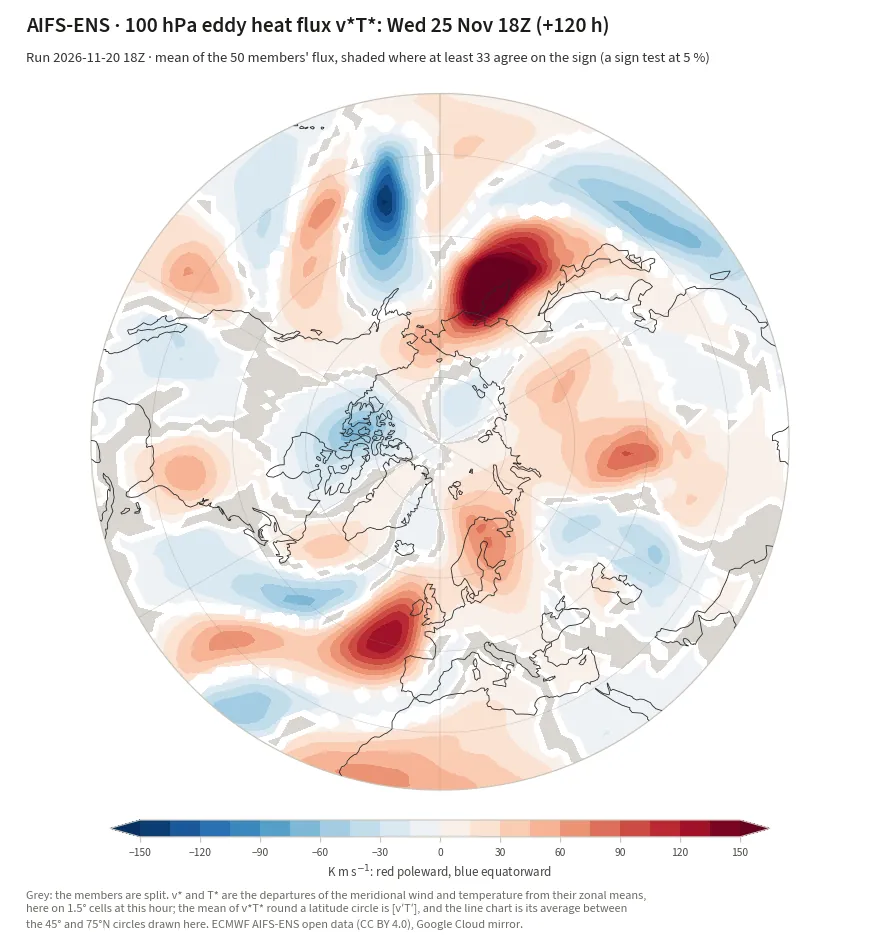 AIFS-ENS · 100 hPa eddy heat flux v*T*: Wed 25 Nov 18Z (+120 h)
Run 2026-11-20 18Z · mean of the 50 members' flux, shaded where at least 33 agree on the sign (a sign test at 5 %)
−150 −120 −90 −60 −30 0 30 60 90 120 150
K m s⁻¹: red poleward, blue equatorward
Grey: the members are split. v* and T* are the departures of the meridional wind and temperature from their zonal means,
here on 1.5° cells at this hour; the mean of v*T* round a latitude circle is [v'T'], and the line chart is its average between
the 45° and 75°N circles drawn here. ECMWF AIFS-ENS open data (CC BY 4.0), Google Cloud mirror.